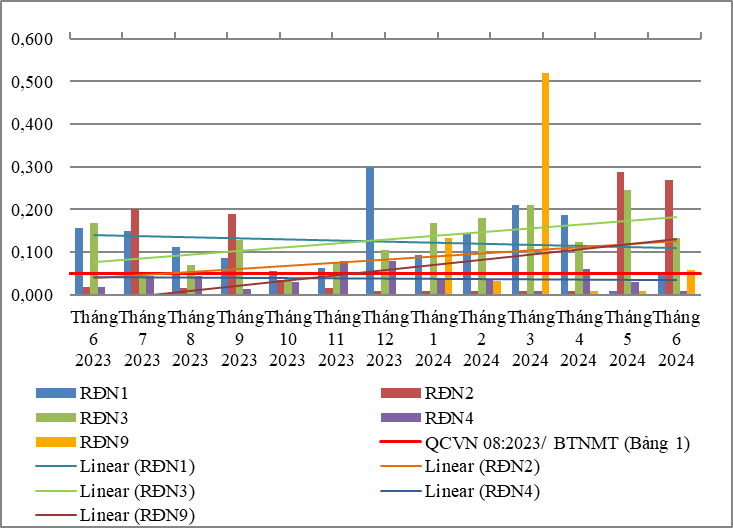 0,600
0,500
0,400
0,300
0,200
0,100
0,000
Tháng Tháng Tháng Tháng Tháng Tháng Tháng Tháng Tháng Tháng Tháng Tháng Tháng
6 7 8 9 10 11 12 1 2 3 4 5 6
2023 2023 2023 2023 2023 2023 2023 2024 2024 2024 2024 2024 2024
RĐN1 RĐN2
RĐN3 RĐN4
RĐN9 QCVN 08:2023/ BTNMT (Bảng 1)
Linear (RĐN1) Linear (RĐN2)
Linear (RĐN3) Linear (RĐN4)
Linear (RĐN9)